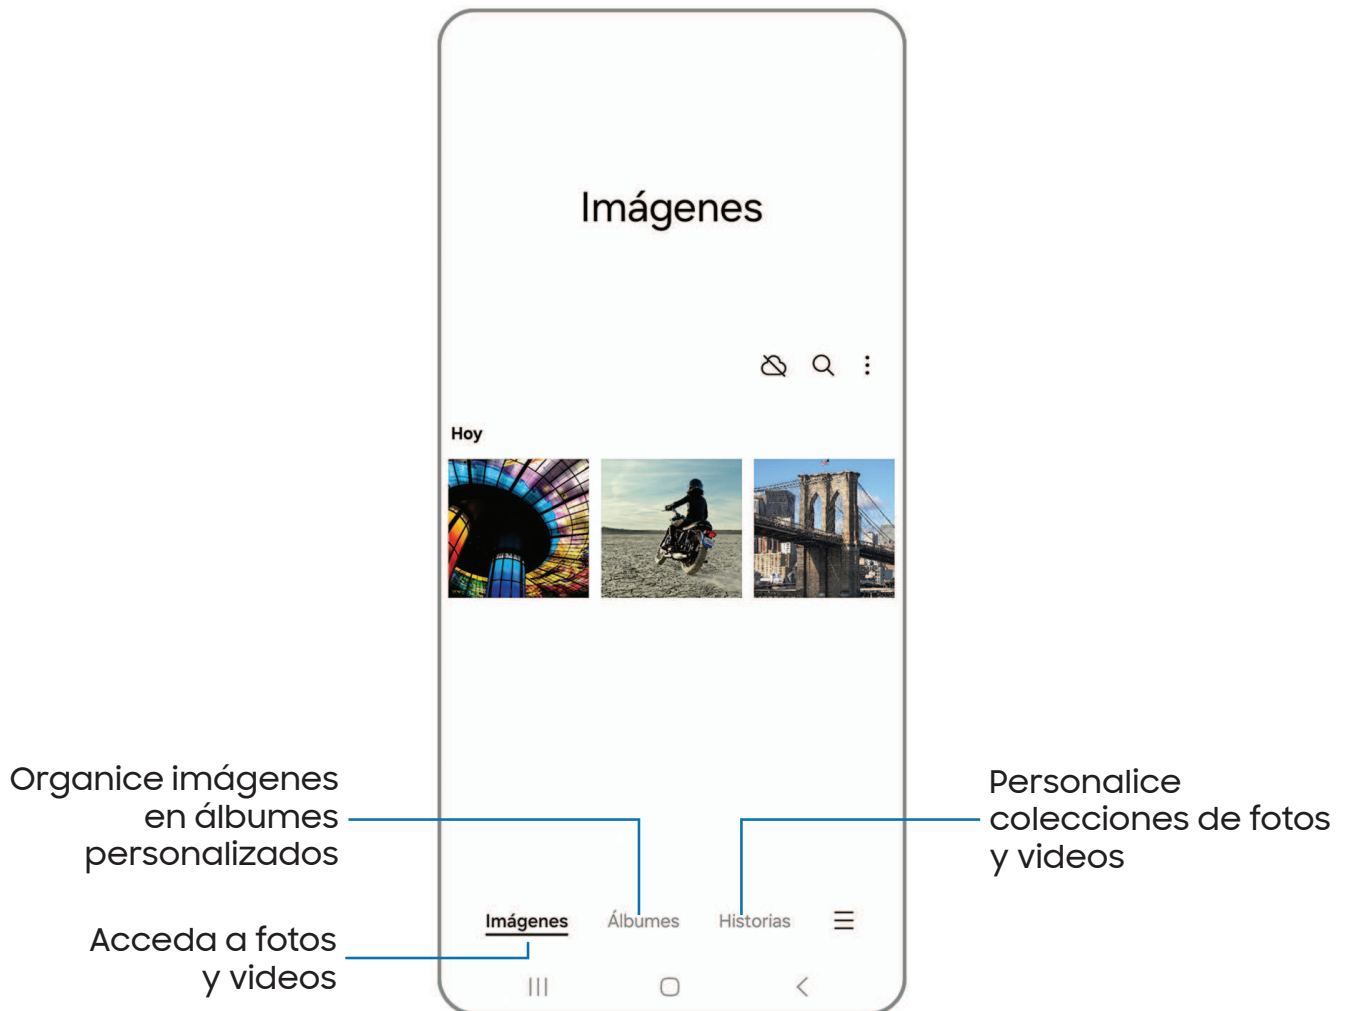 Imágenes
Hoy
Organice imágenes
en álbumes
personalizados
Personalice
colecciones de fotos
y videos
Imágenes
Álbumes
Historias
Acceda a fotos
y videos